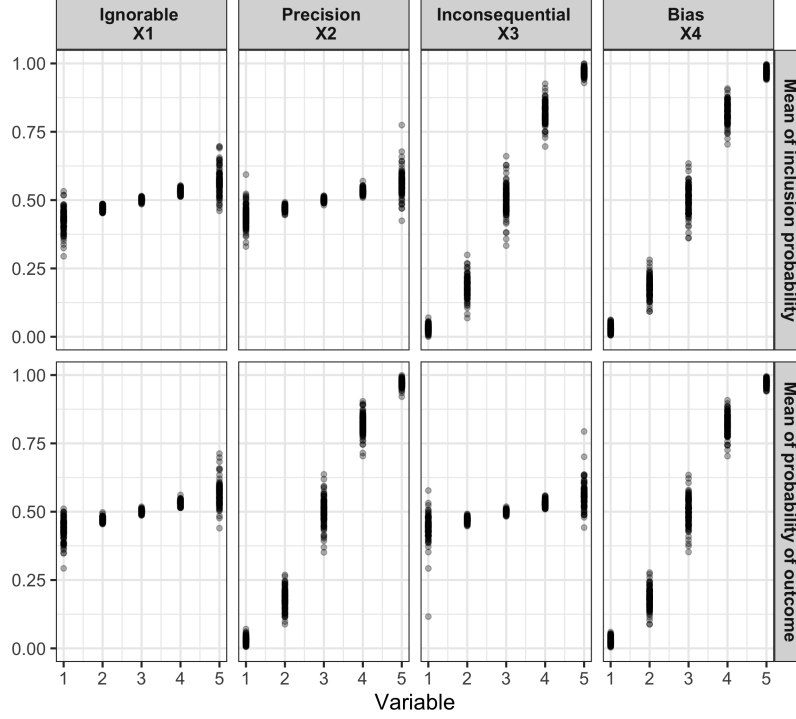 Ignorable
X1
Precision
X2
Inconsequential
X3
Bias
X4
1.00
0.75
0.50
0.25
0.00
Mean of inclusion probability
1.00
0.75
0.50
0.25
0.00
Mean of probability of outcome
1 2 3 4 5
1 2 3 4 5
1 2 3 4 5
1 2 3 4 5
Variable